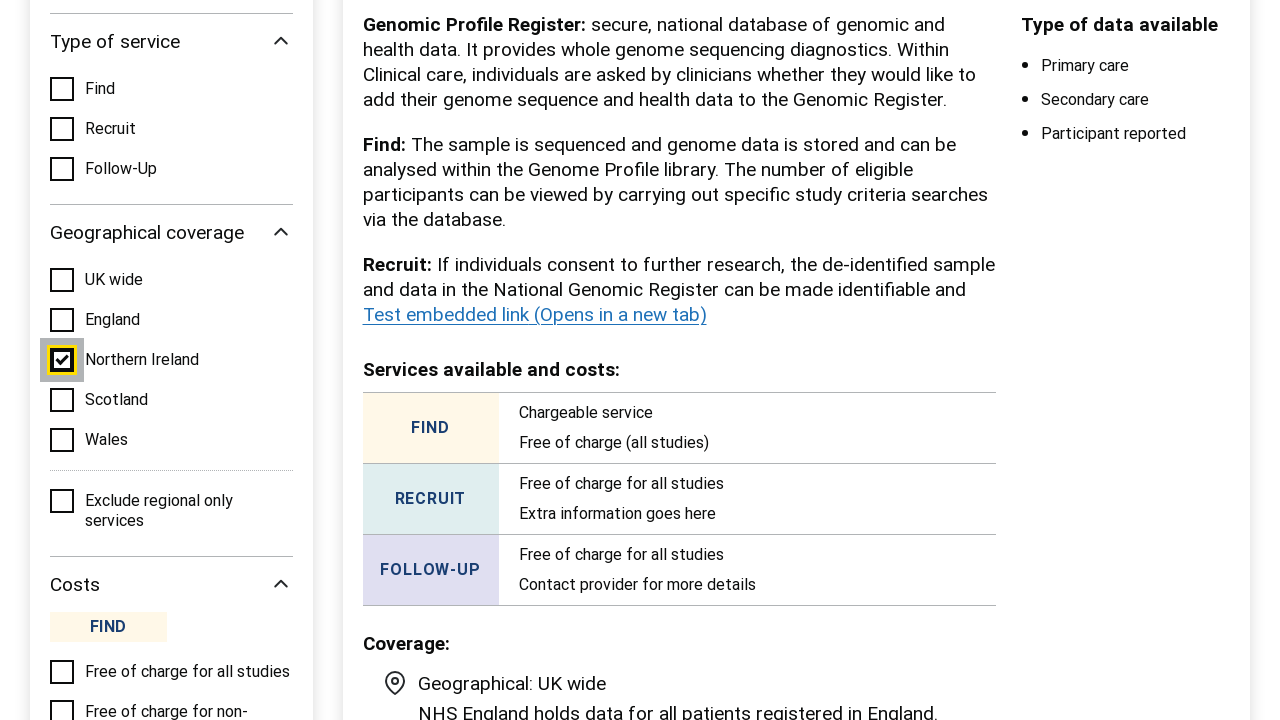 Type of service
Find
Recruit
Follow-Up
Geographical coverage
UK wide
England
Northern Ireland
Scotland
Wales
Exclude regional only
services
Costs
FIND
Free of charge for all studies
Free of charge for non-
Genomic Profile Register: secure, national database of genomic and
health data. It provides whole genome sequencing diagnostics. Within
Clinical care, individuals are asked by clinicians whether they would like to
add their genome sequence and health data to the Genomic Register.
Find: The sample is sequenced and genome data is stored and can be
analysed within the Genome Profile library. The number of eligible
participants can be viewed by carrying out specific study criteria searches
via the database.
Recruit: If individuals consent to further research, the de-identified sample
and data in the National Genomic Register can be made identifiable and
Test embedded link (Opens in a new tab)
Services available and costs:
FIND
Chargeable service
Free of charge (all studies)
RECRUIT
Free of charge for all studies
Extra information goes here
FOLLOW-UP
Free of charge for all studies
Contact provider for more details
Coverage:
Geographical: UK wide
NHS England holds data for all patients registered in England.
Type of data available
Primary care
Secondary care
Participant reported